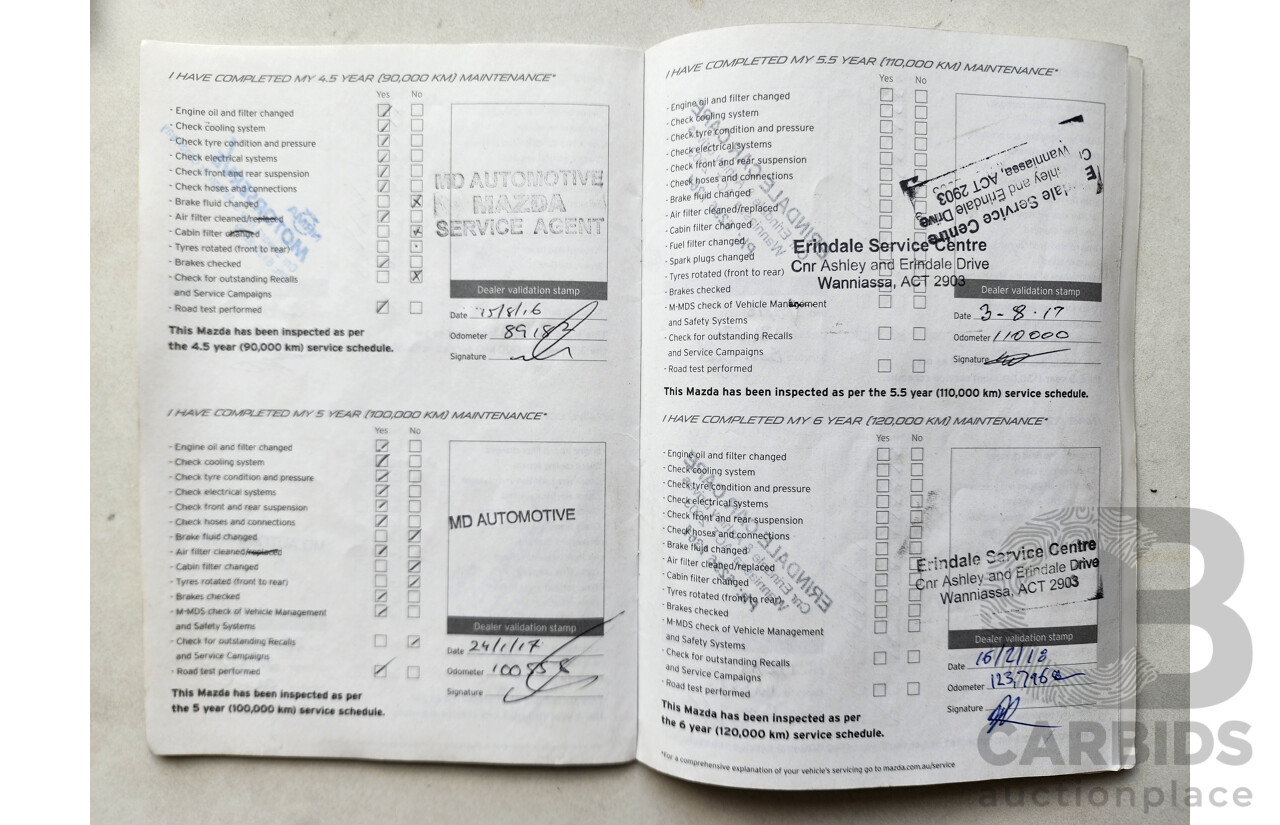 I HAVE COMPLETED MY 4.5 YEAR (90,000 KM) MAINTENANCE*
Yes No
- Engine oil and filter changed
- Check cooling system
- Check tyre condition and pressure
- Check electrical systems
- Check front and rear suspension
- Check hoses and connections
- Brake fluid changed
- Air filter cleaned/replaced
- Cabin filter changed
- Tyres rotated (front to rear)
- Brakes checked
- Check for outstanding Recalls
and Service Campaigns
- Road test performed
This Mazda has been inspected as per
the 4.5 year (90,000 km) service schedule.
MD AUTOMOTIVE
MAZDA
SERVICE AGENT
Dealer validation stamp
Date 15/8/16
Odometer 89182
Signature
I HAVE COMPLETED MY 5 YEAR (100,000 KM) MAINTENANCE*
Yes No
- Engine oil and filter changed
- Check cooling system
- Check tyre condition and pressure
- Check electrical systems
- Check front and rear suspension
- Check hoses and connections
- Brake fluid changed
- Air filter cleaned/replaced
- Cabin filter changed
- Tyres rotated (front to rear)
- Brakes checked
- M-MDS check of Vehicle Management
and Safety Systems
- Check for outstanding Recalls
and Service Campaigns
- Road test performed
This Mazda has been inspected as per
the 5 year (100,000 km) service schedule.
MD AUTOMOTIVE
Dealer validation stamp
Date 24/1/17
Odometer
Signature
I HAVE COMPLETED MY 5.5 YEAR (110,000 KM) MAINTENANCE*
Yes No
- Engine oil and filter changed
- Check cooling system
- Check tyre condition and pressure
- Check electrical systems
- Check front and rear suspension
- Check hoses and connections
- Brake fluid changed
- Air filter cleaned/replaced
- Cabin filter changed
- Fuel filter changed
- Spark plugs changed
- Tyres rotated (front to rear)
- Brakes checked
- M-MDS check of Vehicle Management
and Safety Systems
- Check for outstanding Recalls
and Service Campaigns
- Road test performed
This Mazda has been inspected as per the 5.5 year (110,000 km) service schedule.
Erindale Service Centre
Cnr Ashley and Erindale Drive
Wanniassa, ACT 2903
Dealer validation stamp
Date 3-8-17
Odometer 110000
Signature
I HAVE COMPLETED MY 6 YEAR (120,000 KM) MAINTENANCE*
Yes No
- Engine oil and filter changed
- Check cooling system
- Check tyre condition and pressure
- Check electrical systems
- Check front and rear suspension
- Check hoses and connections
- Brake fluid changed
- Air filter cleaned/replaced
- Cabin filter changed
- Tyres rotated (front to rear)
- Brakes checked
- M-MDS check of Vehicle Management
and Safety Systems
- Check for outstanding Recalls
and Service Campaigns
- Road test performed
This Mazda has been inspected as per
the 6 year (120,000 km) service schedule.
Erindale Service Centre
Cnr Ashley and Erindale Drive
Wanniassa, ACT 2903
Dealer validation stamp
Date 16/2/18
Odometer
Signature
*For a comprehensive explanation of your vehicle's servicing go to mazda.com.au/service
CARBIDS
auctionplace